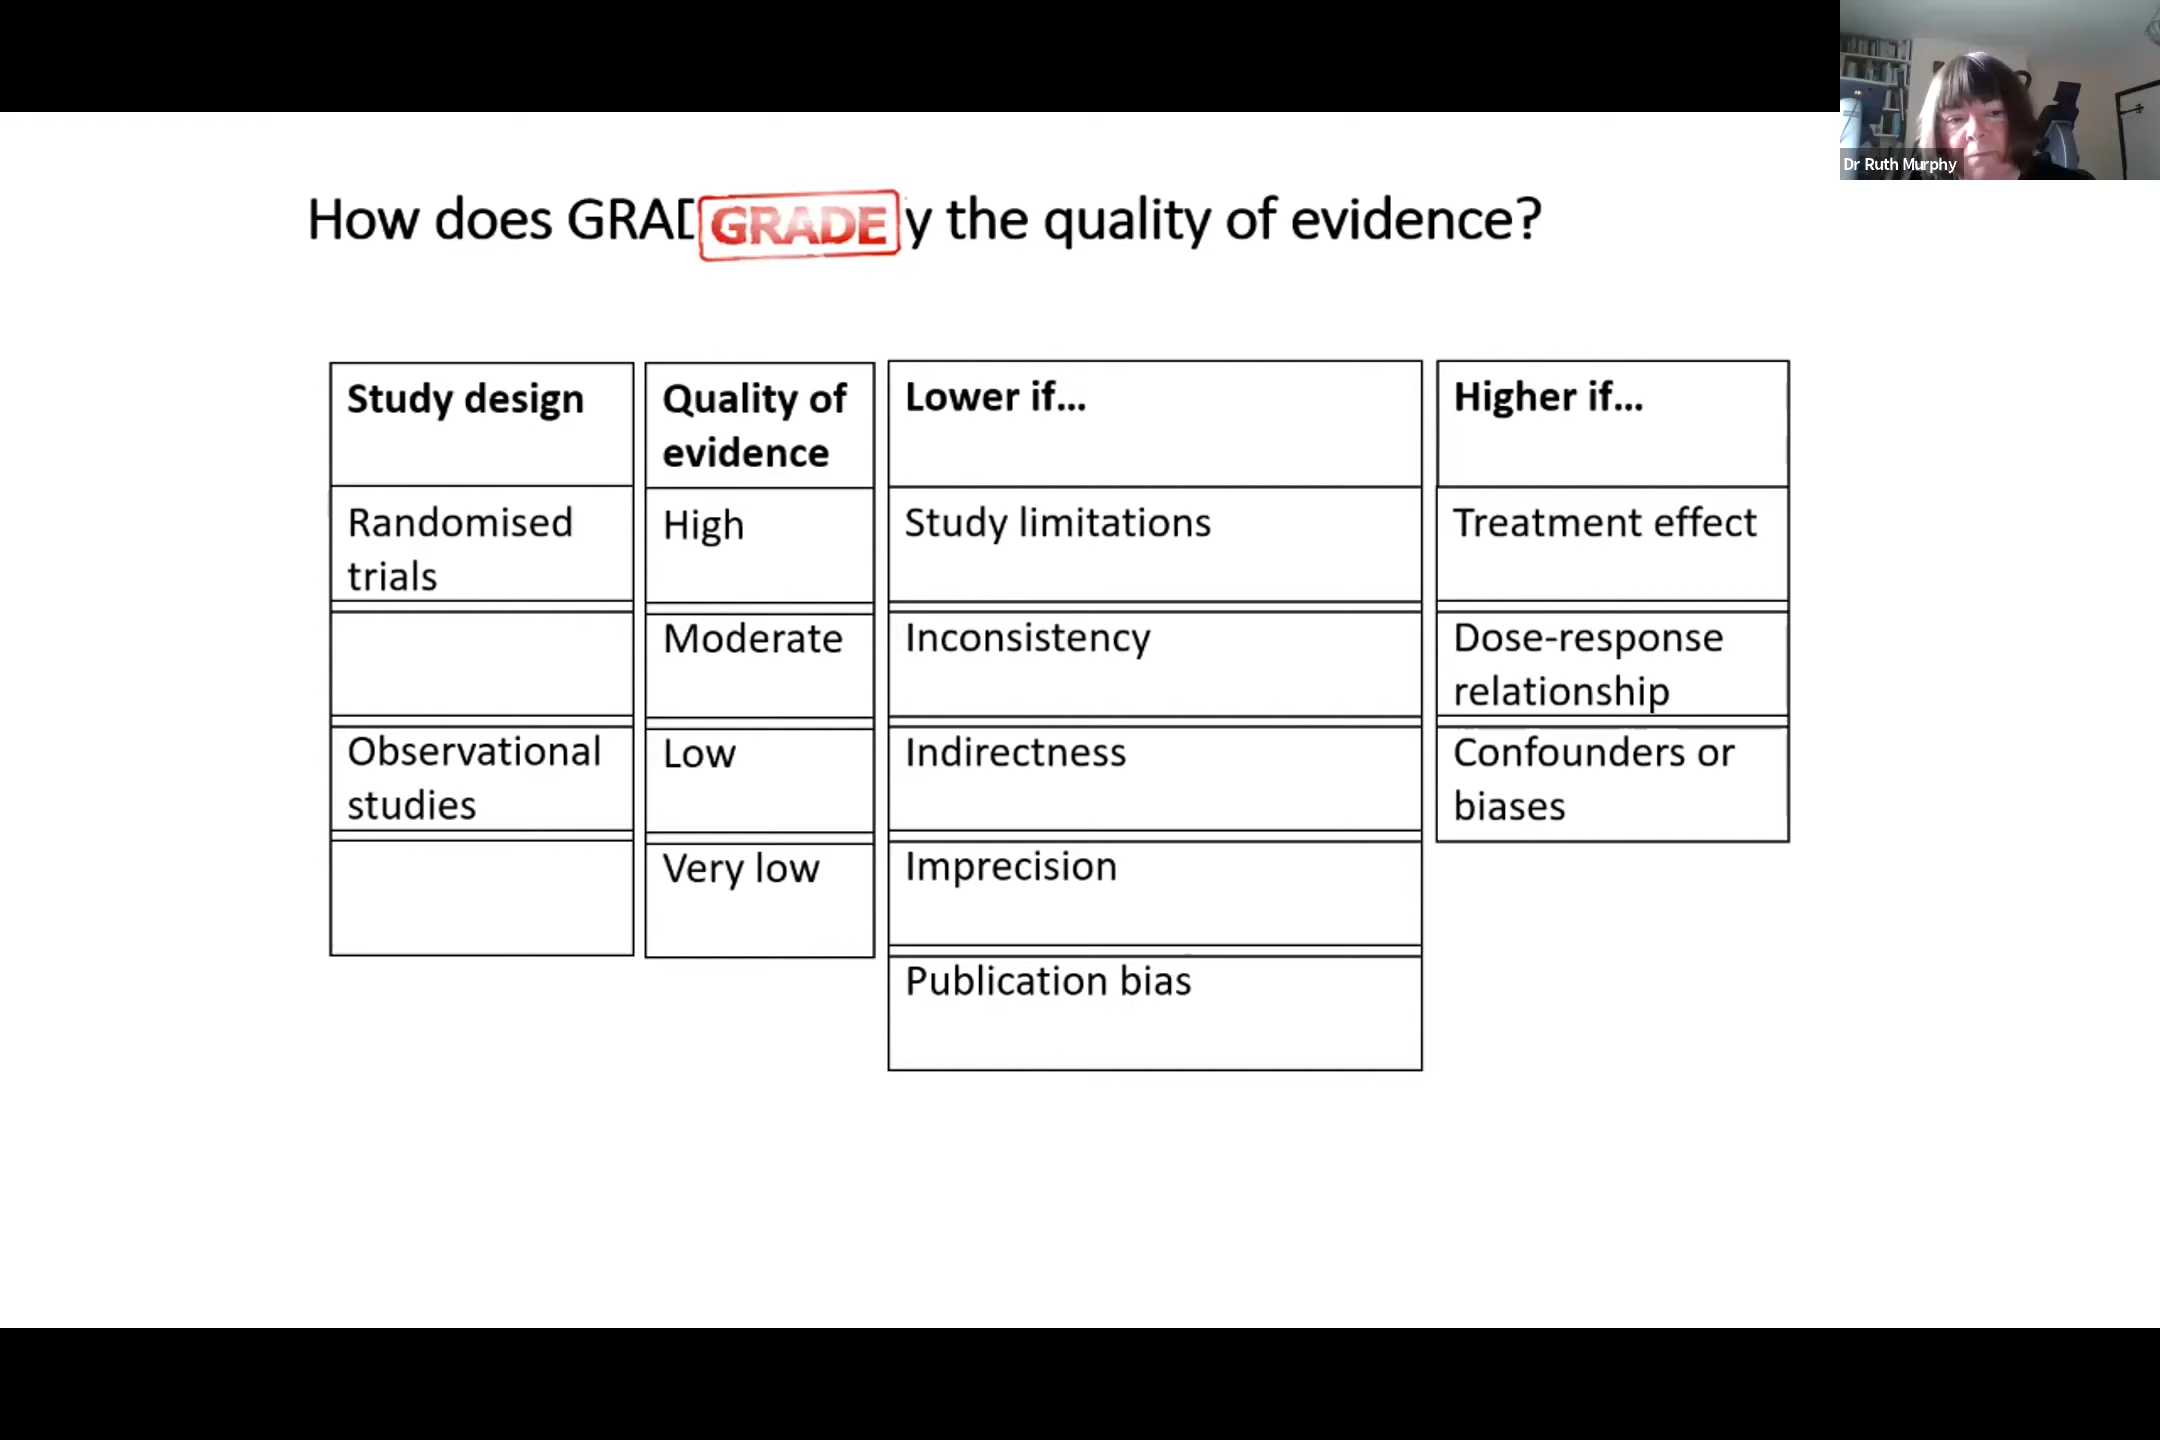 Dr Ruth Murphy
How does GRAD GRADE y the quality of evidence?
Study design
Quality of
evidence
Lower if...
Higher if...
Randomised
trials
High
Study limitations
Treatment effect
Moderate
Inconsistency
Dose-response
relationship
Observational
studies
Low
Indirectness
Confounders or
biases
Very low
Imprecision
Publication bias